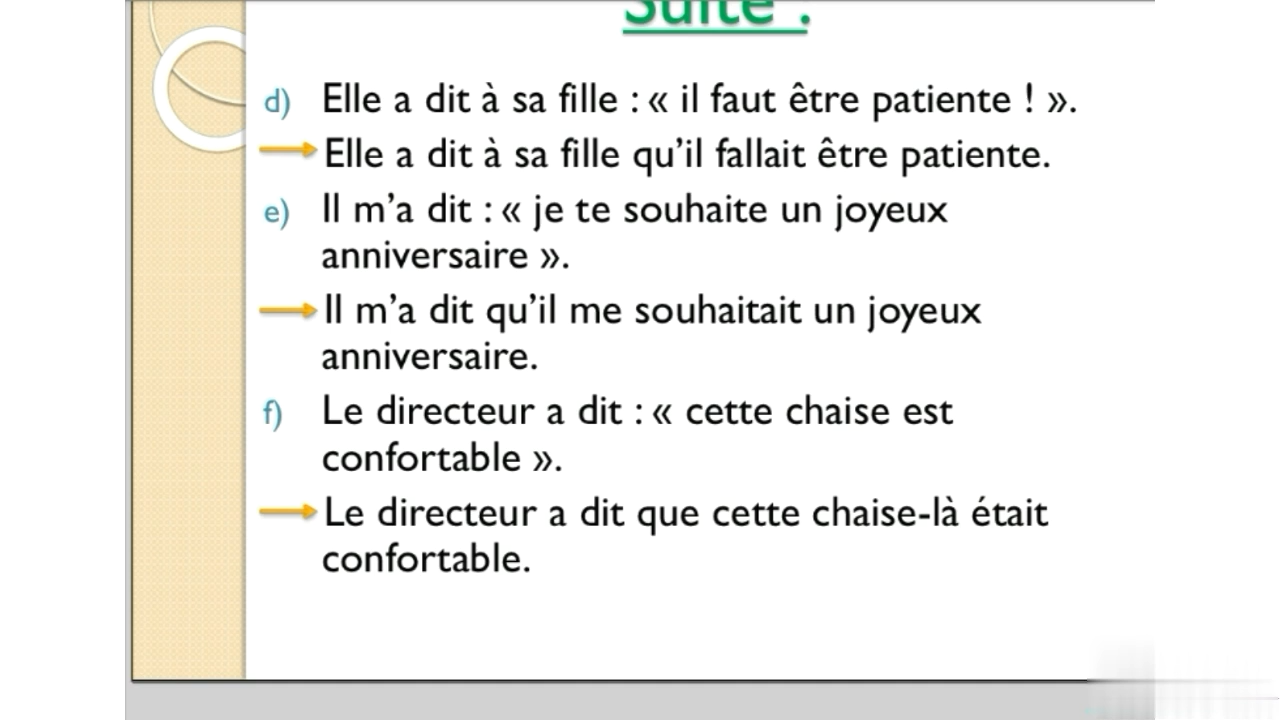 Suite :
d) Elle a dit à sa fille : « il faut être patiente ! ».
Elle a dit à sa fille qu’il fallait être patiente.
e) Il m’a dit : « je te souhaite un joyeux
anniversaire ».
Il m’a dit qu’il me souhaitait un joyeux
anniversaire.
f) Le directeur a dit : « cette chaise est
confortable ».
Le directeur a dit que cette chaise-là était
confortable.